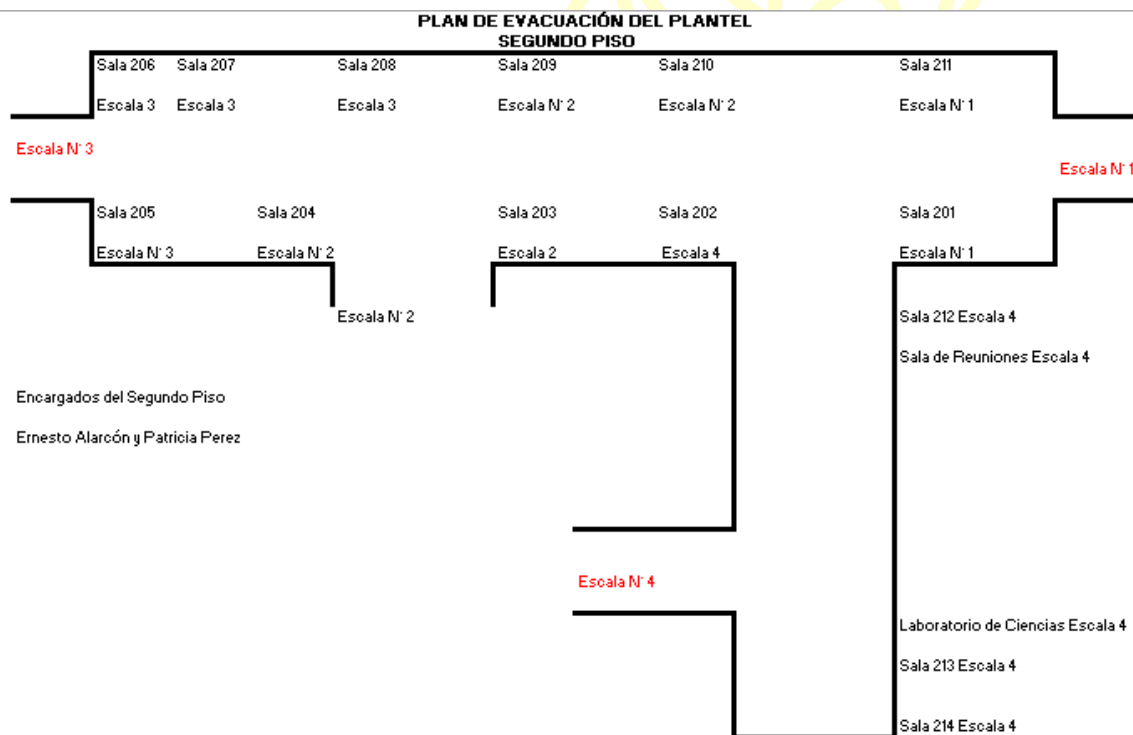 PLAN DE EVACUACIÓN DEL PLANTEL
SEGUNDO PISO
Sala 206 Sala 207 Sala 208 Sala 209 Sala 210 Sala 211
Escala 3 Escala 3 Escala 3 Escala N° 2 Escala N° 2 Escala N° 1
Escala N° 3
Escala N° 1
Sala 205 Sala 204 Sala 203 Sala 202 Sala 201
Escala N° 3 Escala N° 2 Escala 2 Escala 4 Escala N° 1
Escala N° 2 Sala 212 Escala 4
Sala de Reuniones Escala 4
Encargados del Segundo Piso
Ernesto Alarcón y Patricia Perez
Escala N° 4
Laboratorio de Ciencias Escala 4
Sala 213 Escala 4
Sala 214 Escala 4